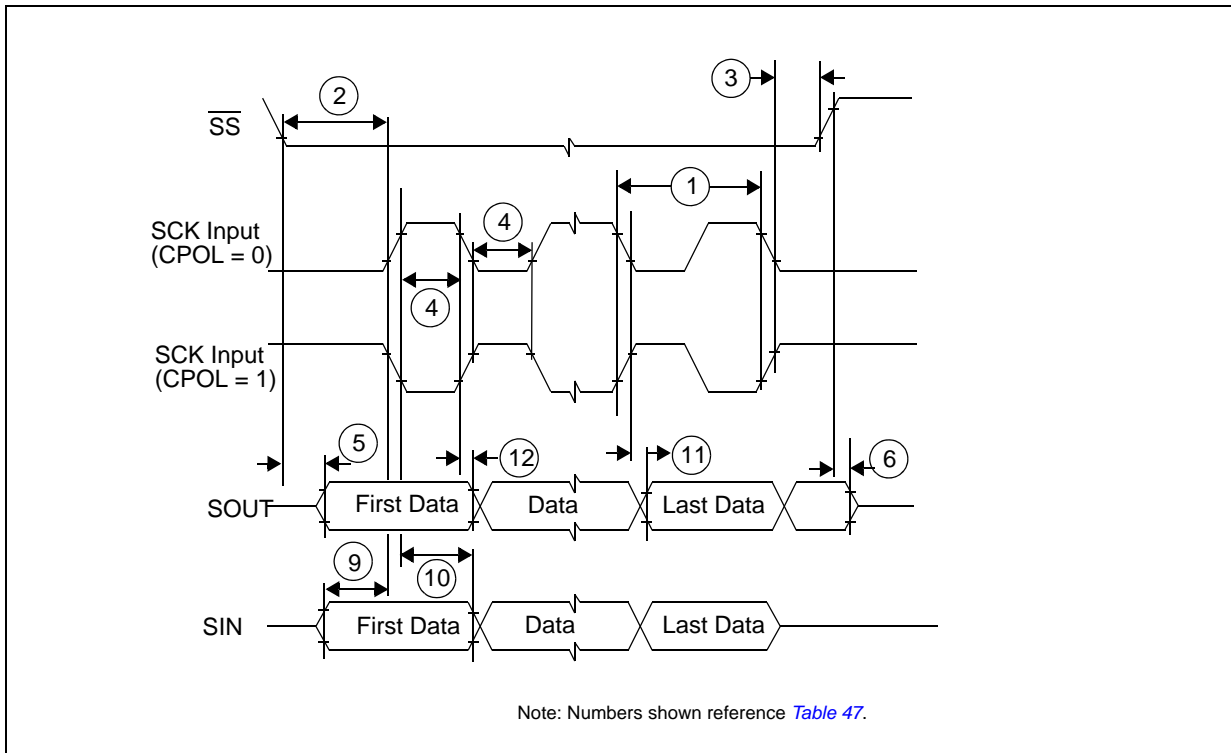 3
2
SS
1
SCK Input
(CPOL = 0)
4
4
SCK Input
(CPOL = 1)
5
12
11
6
SOUT
First Data
Data
Last Data
9
10
SIN
First Data
Data
Last Data
Note: Numbers shown reference Table 47.